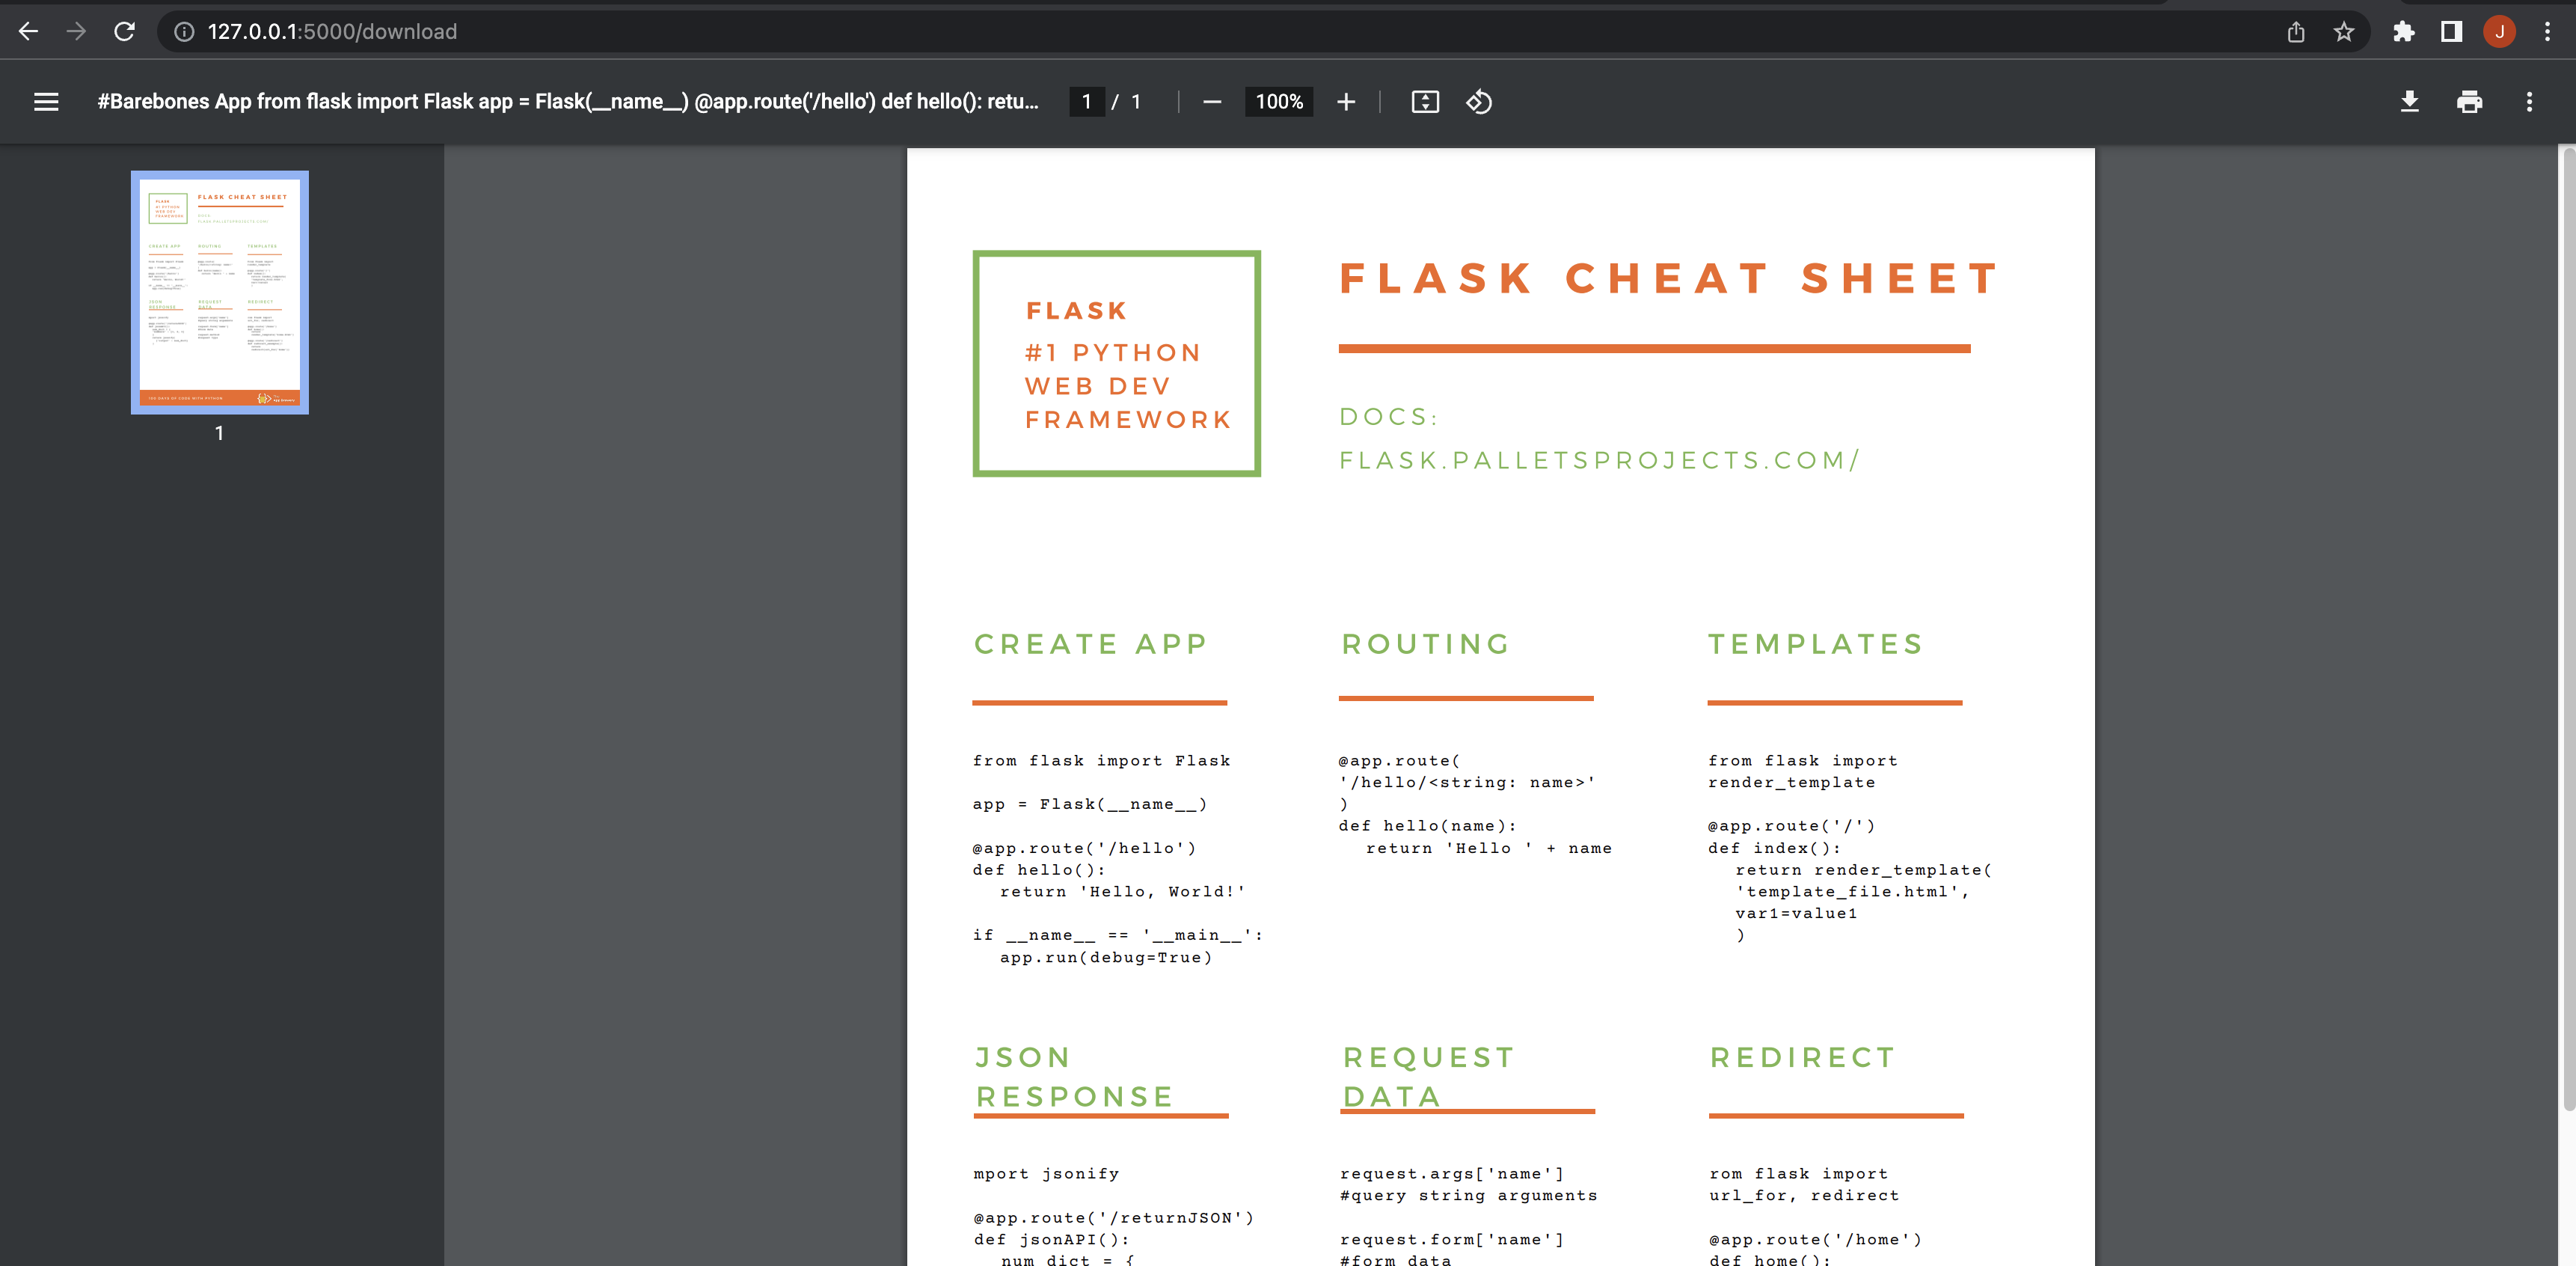 127.0.0.1:5000/download
J
#Barebones App from flask import Flask app = Flask(__name__) @app.route('/hello') def hello(): retu...
1 / 1
100%
FLASK CHEAT SHEET
FLASK
#1 PYTHON
WEB DEV
FRAMEWORK
DOCS:
FLASK.PALLETSPROJECTS.COM/
1
CREATE APP
from flask import Flask
app = Flask(__name__)
@app.route('/hello')
def hello():
return 'Hello, World!'
if __name__ == '__main__':
app.run(debug=True)
ROUTING
@app.route(
'/hello/<string: name>'
)
def hello(name):
return 'Hello ' + name
TEMPLATES
from flask import
render_template
@app.route('/')
def index():
return render_template(
'template_file.html',
var1=value1
)
JSON
RESPONSE
mport jsonify
@app.route('/returnJSON')
def jsonAPI():
num_dict = {
REQUEST
DATA
request.args['name']
#query string arguments
request.form['name']
#form data
REDIRECT
rom flask import
url_for, redirect
@app.route('/home')
def home():